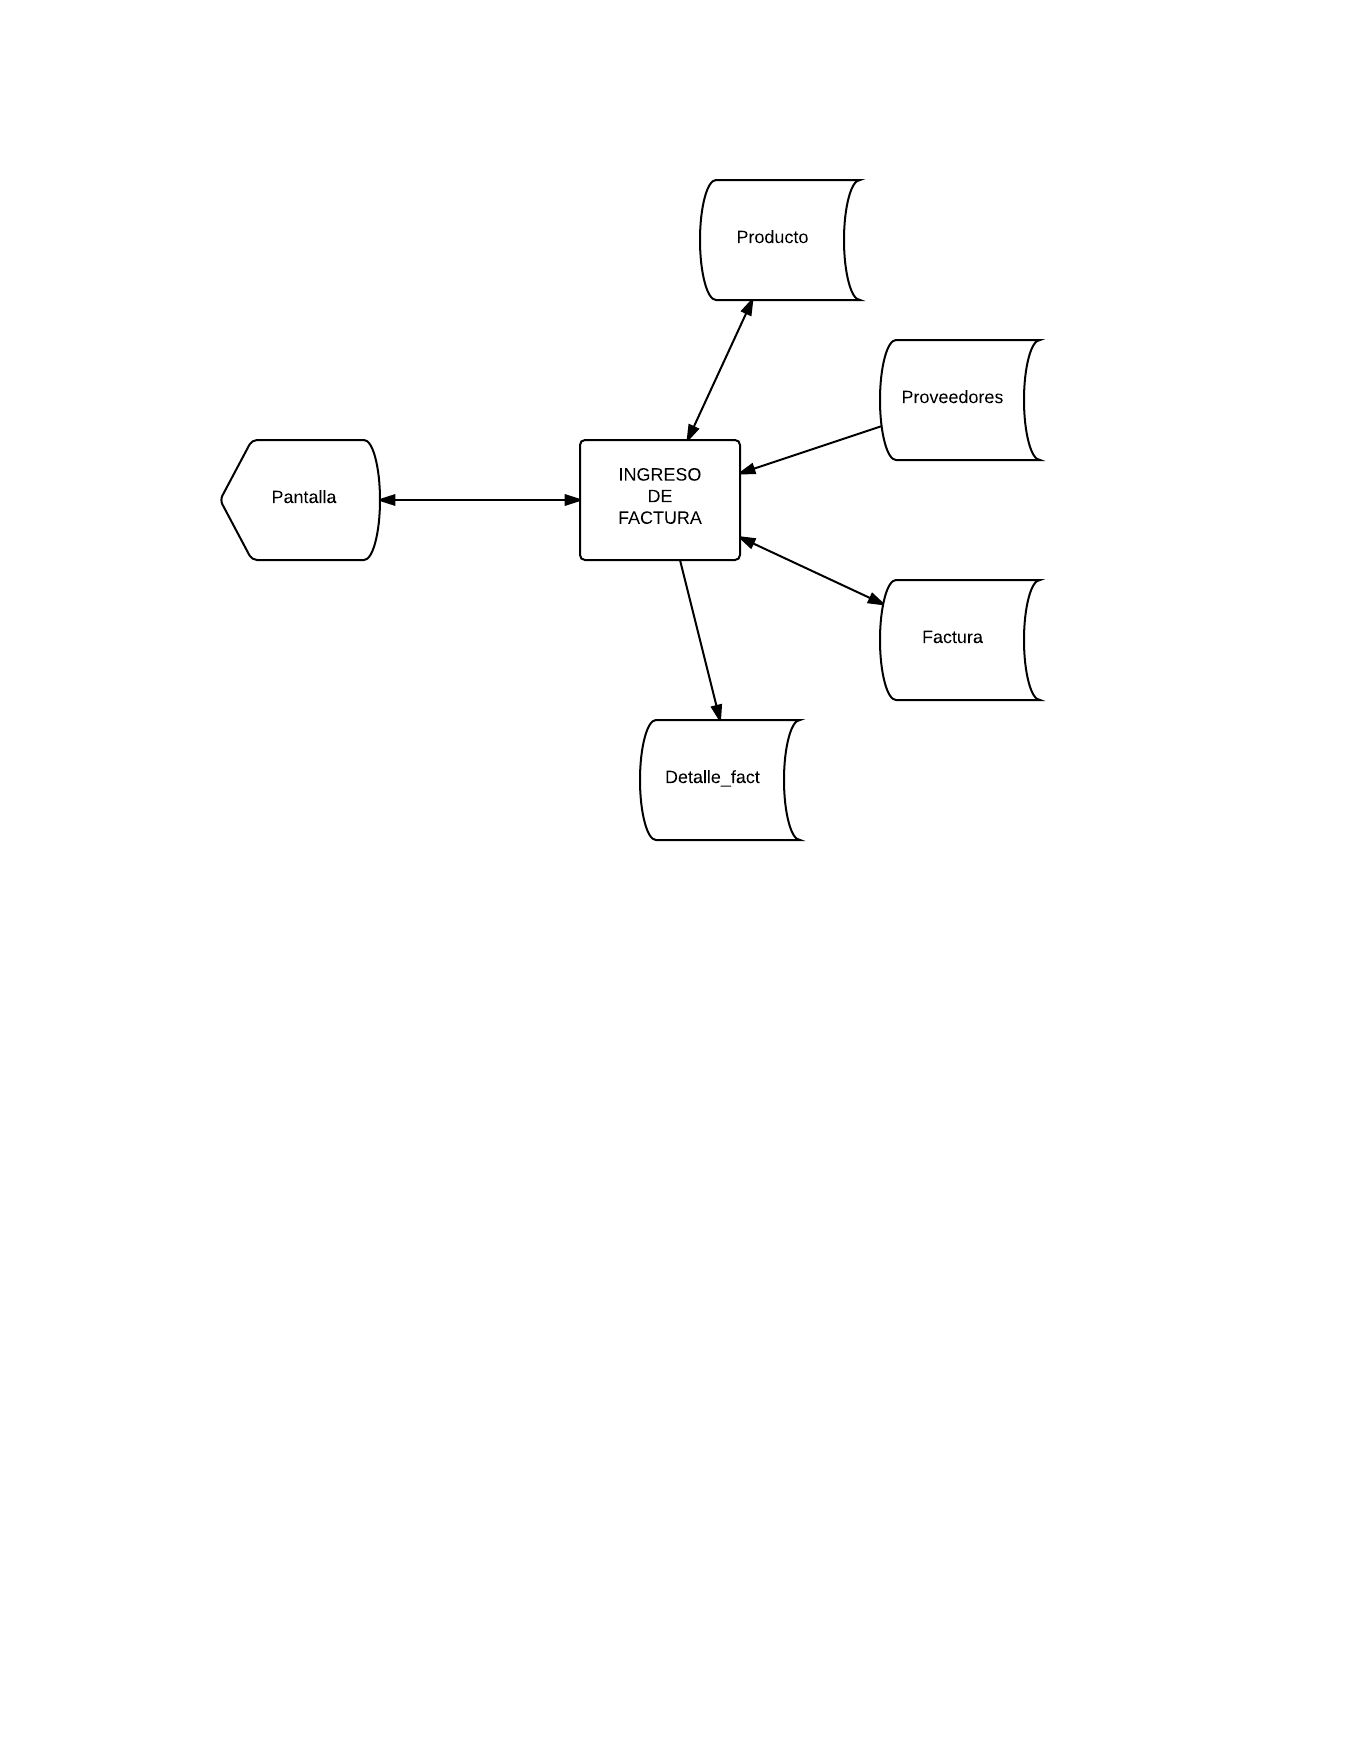 Producto
Proveedores
Pantalla
INGRESO
DE
FACTURA
Factura
Detalle_fact